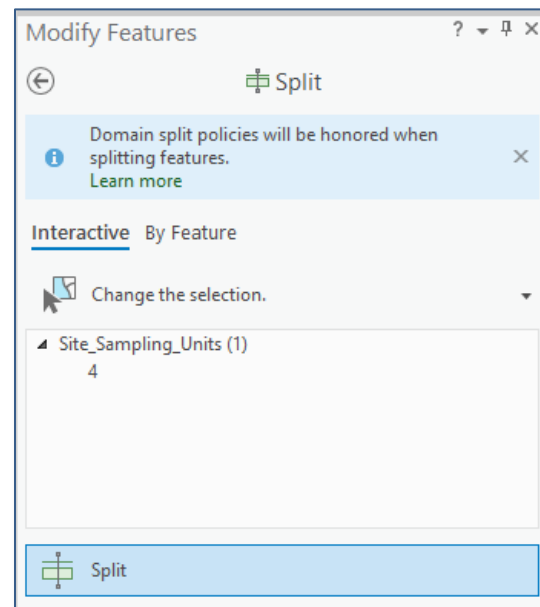 Modify Features ?
Split
Domain split policies will be honored when
splitting features.
Learn more
Interactive By Feature
Change the selection.
Site_Sampling_Units (1)
4
Split